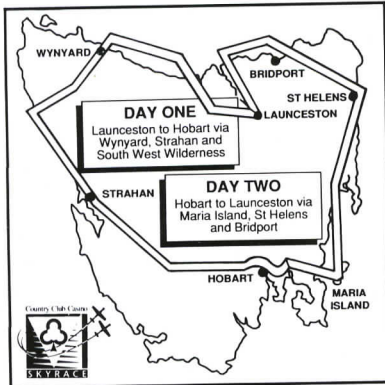 WYNYARD
BRIDPORT
ST HELENS
LAUNCESTON
DAY ONE
Launceston to Hobart via
Wynyard, Strahan and
South West Wilderness
DAY TWO
Hobart to Launceston via
Maria Island, St Helens
and Bridport
STRAHAN
HOBART
MARIA
ISLAND
Country Club Casino
SKYRACE